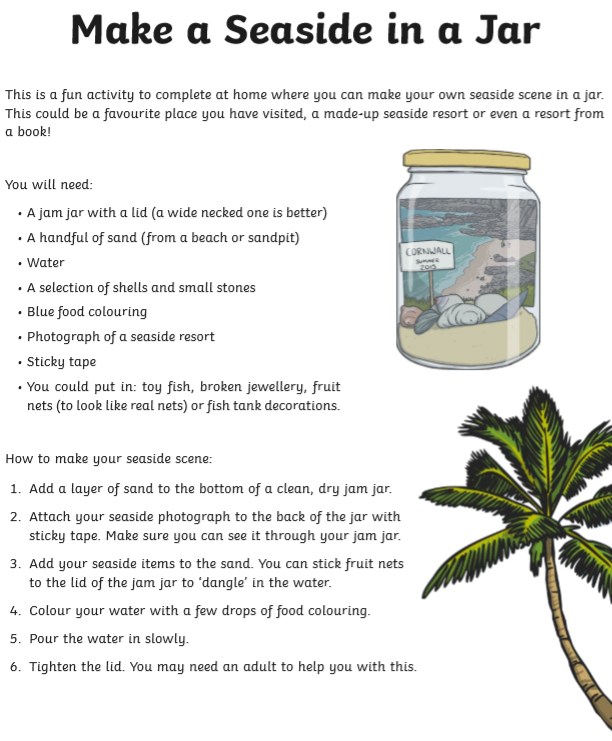 Make a Seaside in a Jar
This is a fun activity to complete at home where you can make your own seaside scene in a jar.
This could be a favourite place you have visited, a made-up seaside resort or even a resort from
a book!
You will need:
• A jam jar with a lid (a wide necked one is better)
• A handful of sand (from a beach or sandpit)
• Water
• A selection of shells and small stones
• Blue food colouring
• Photograph of a seaside resort
• Sticky tape
• You could put in: toy fish, broken jewellery, fruit
nets (to look like real nets) or fish tank decorations.
CORNWALL
SUMMER
2015
How to make your seaside scene:
1. Add a layer of sand to the bottom of a clean, dry jam jar.
2. Attach your seaside photograph to the back of the jar with
sticky tape. Make sure you can see it through your jam jar.
3. Add your seaside items to the sand. You can stick fruit nets
to the lid of the jam jar to ‘dangle’ in the water.
4. Colour your water with a few drops of food colouring.
5. Pour the water in slowly.
6. Tighten the lid. You may need an adult to help you with this.